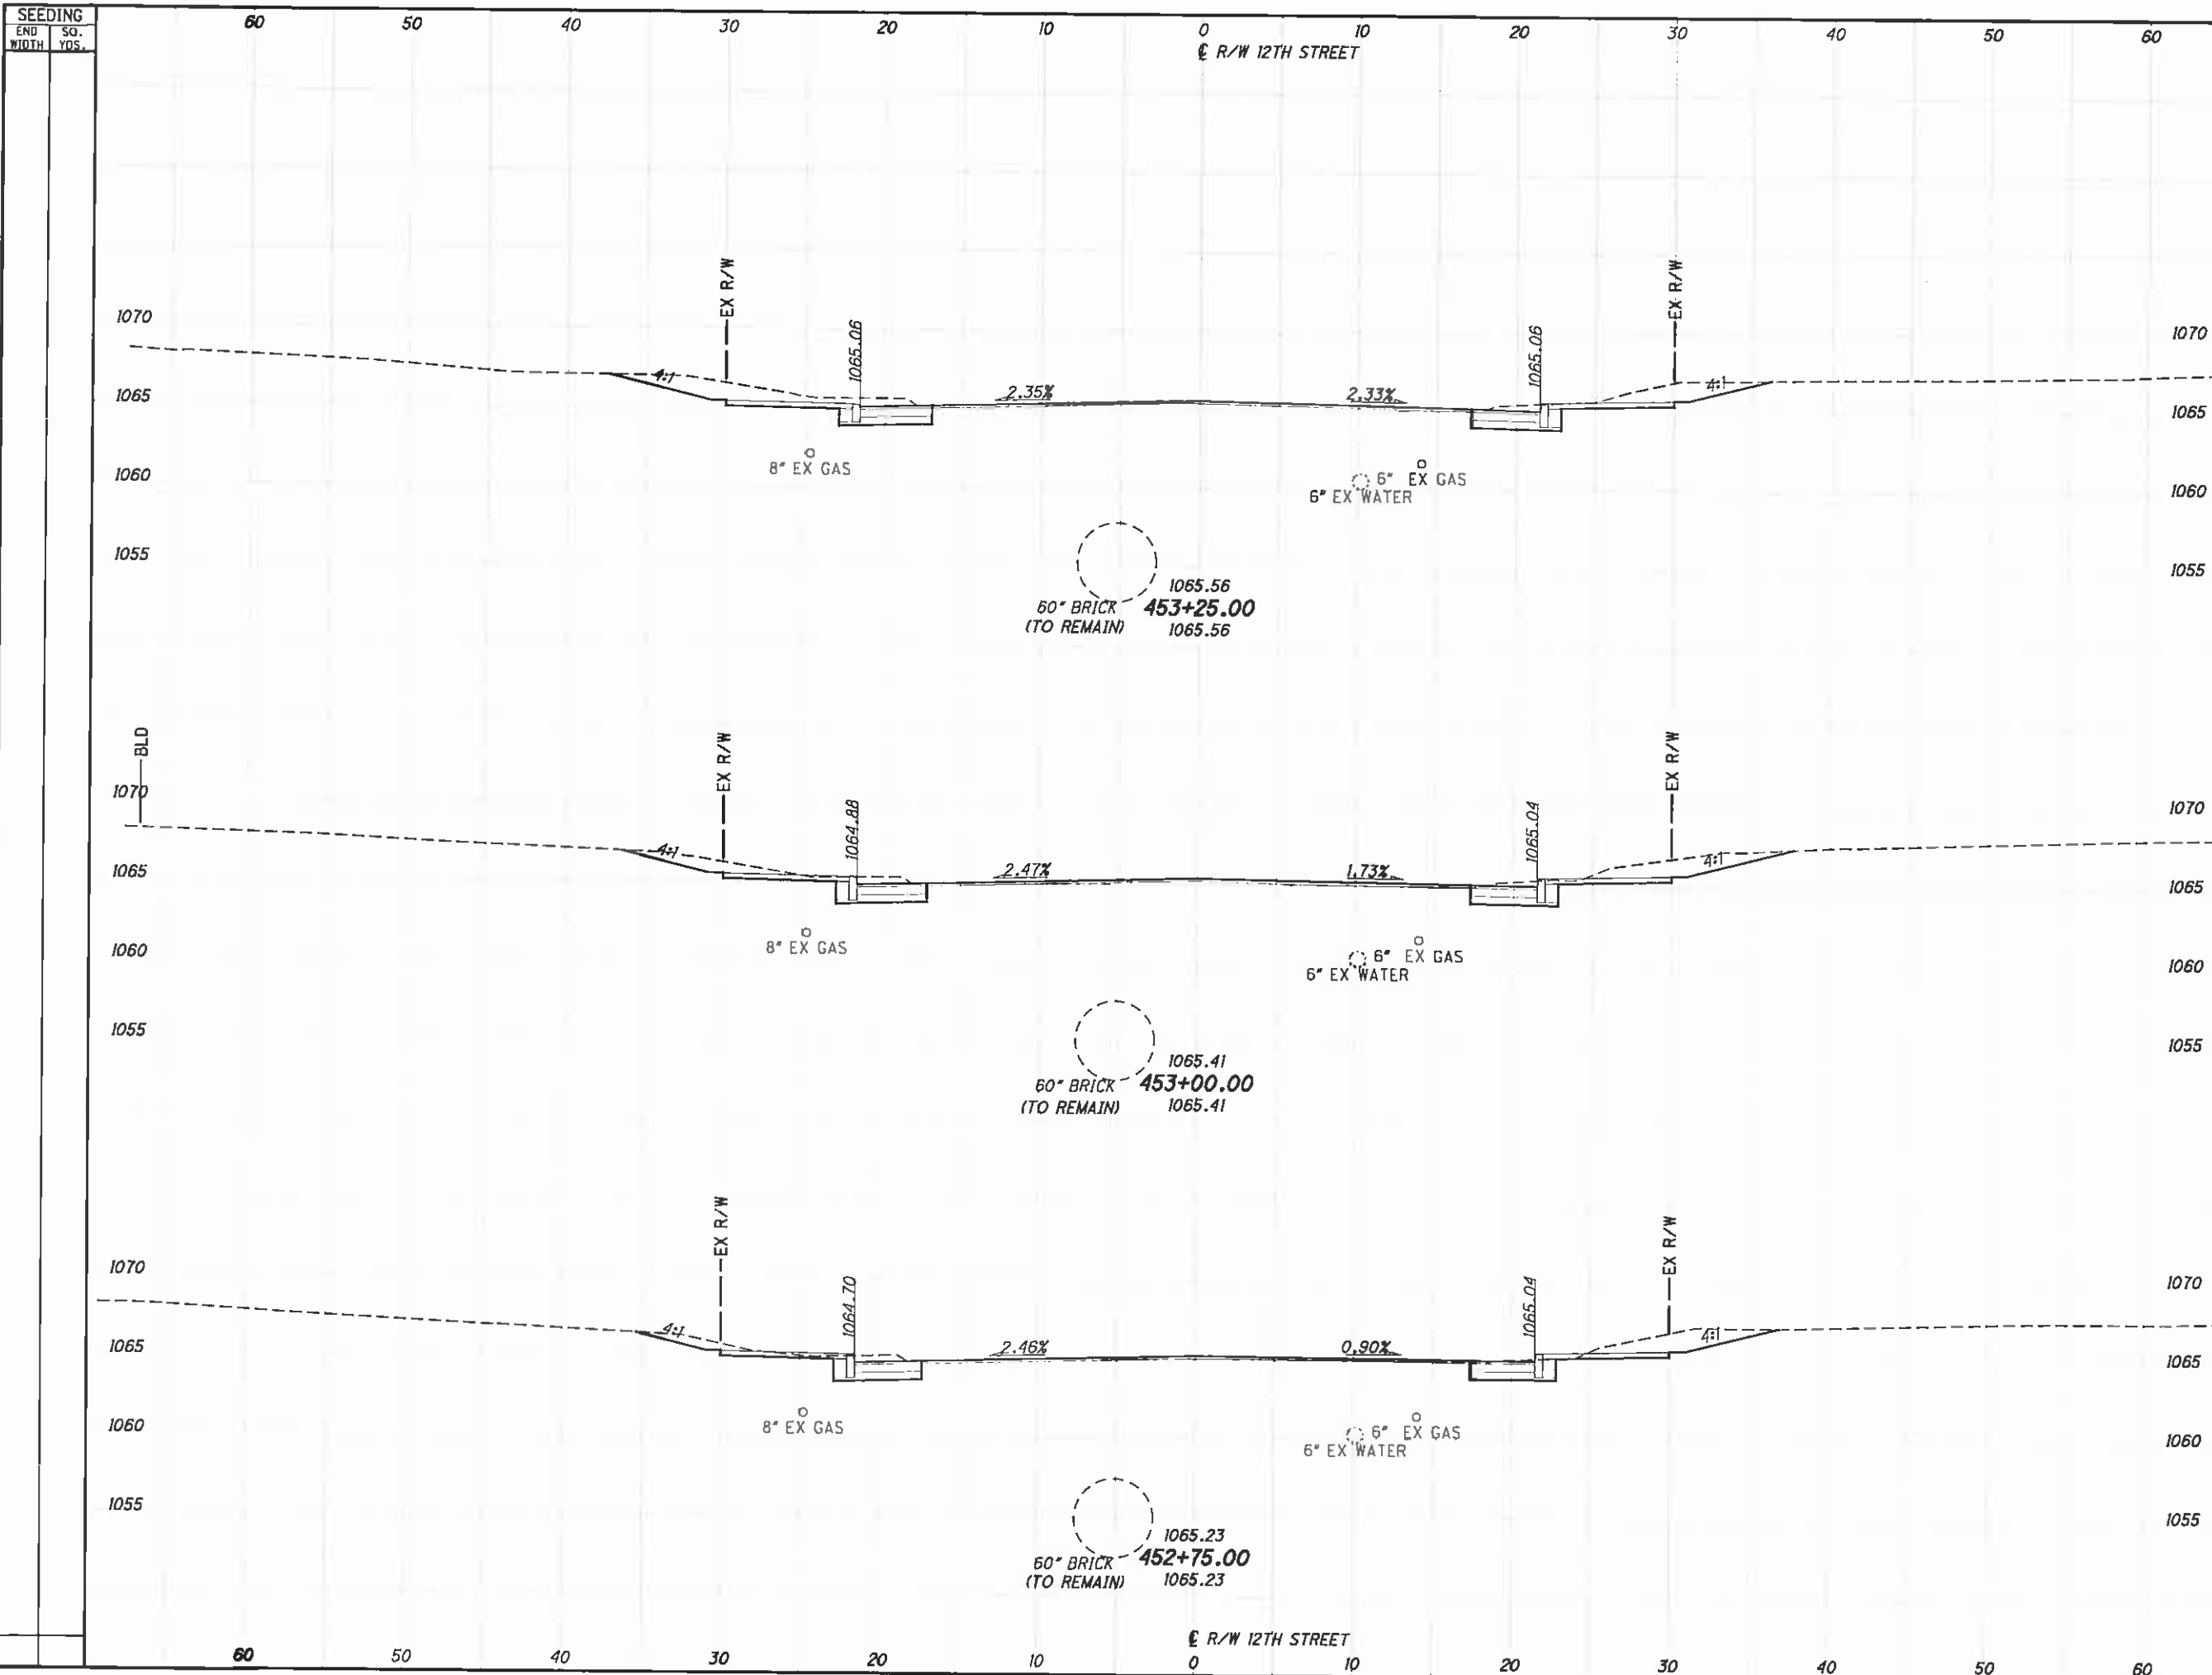 SEEDING
END WIDTH SQ. YDS.
60 50 40 30 20 10 0 10 20 30 40 50 60
℄ R/W 12TH STREET
EX R/W
EX R/W
1070 1065.06 1065.06 1070
4:1 4:1
1065 2.35% 2.33% 1065
8" EX GAS
6" EX GAS
6" EX WATER
1060 1060
1055 1055
1065.56
60" BRICK 453+25.00
(TO REMAIN) 1065.56
BLD
EX R/W
EX R/W
1070 1064.88 1065.04 1070
4:1 4:1
1065 2.47% 1.73% 1065
8" EX GAS
6" EX GAS
6" EX WATER
1060 1060
1055 1055
1065.41
60" BRICK 453+00.00
(TO REMAIN) 1065.41
EX R/W
EX R/W
1070 1064.70 1065.04 1070
4:1 4:1
1065 2.46% 0.90% 1065
8" EX GAS
6" EX GAS
6" EX WATER
1060 1060
1055 1055
1065.23
60" BRICK 452+75.00
(TO REMAIN) 1065.23
℄ R/W 12TH STREET
60 50 40 30 20 10 0 10 20 30 40 50 60